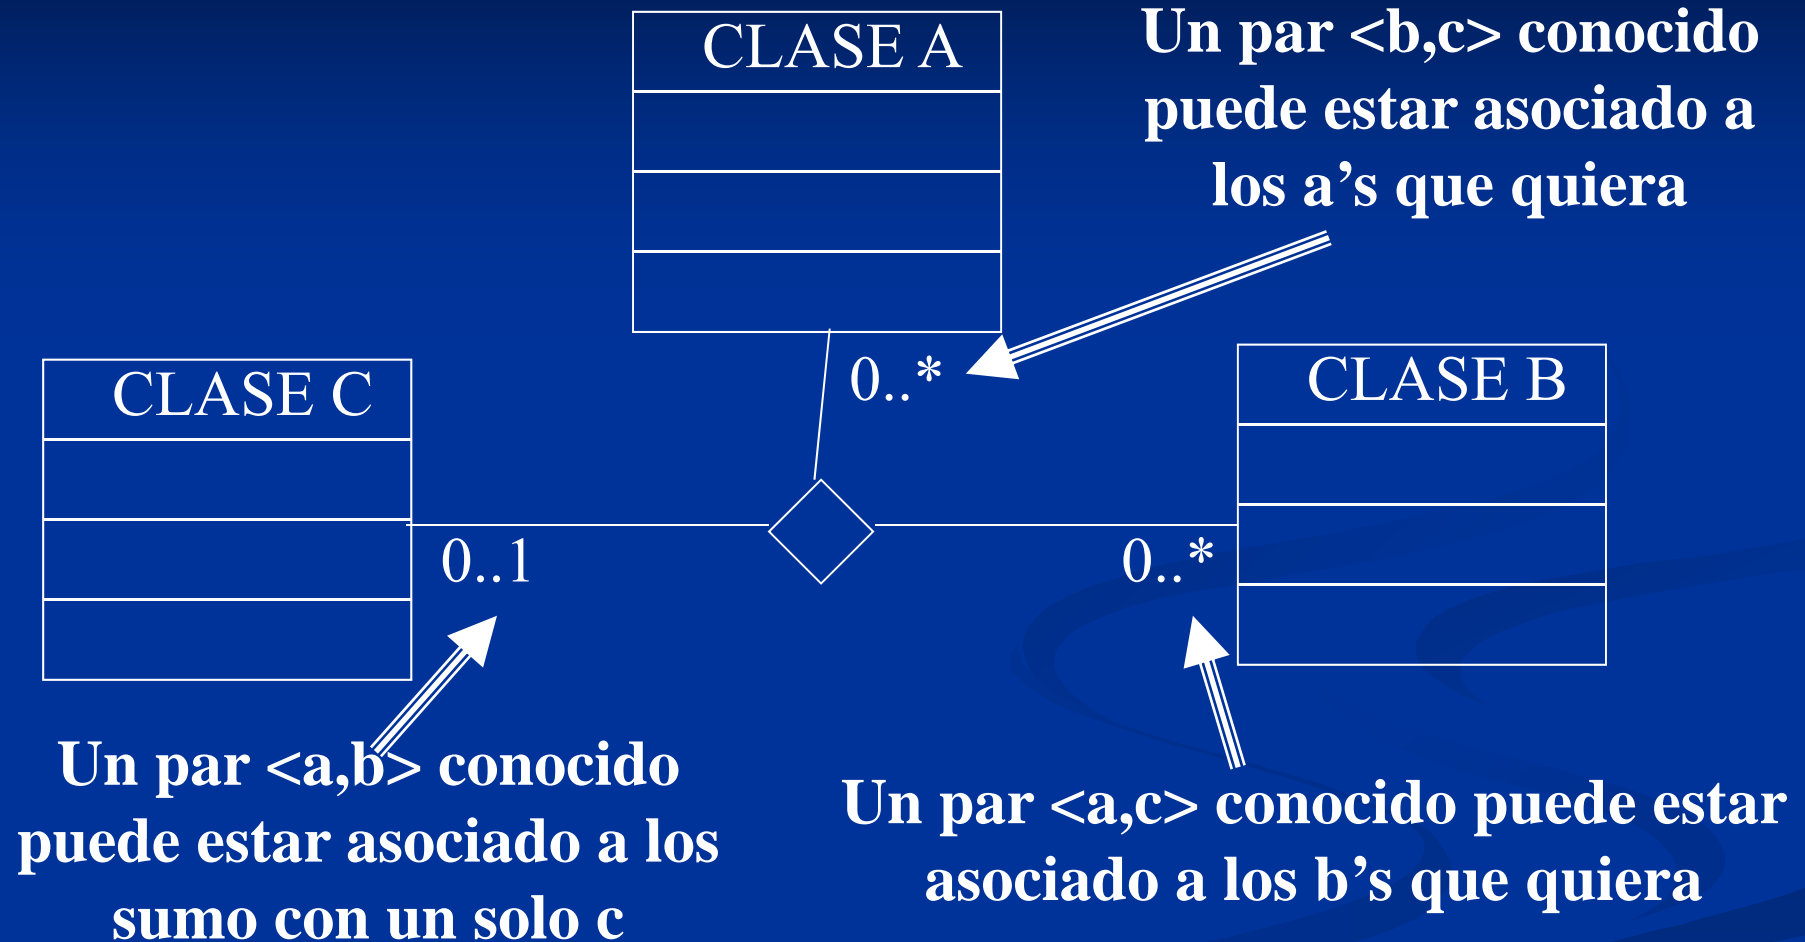 CLASE A
Un par <b,c> conocido
puede estar asociado a
los a’s que quiera
0..*
CLASE C
CLASE B
0..1
0..*
Un par <a,b> conocido
puede estar asociado a los
sumo con un solo c
Un par <a,c> conocido puede estar
asociado a los b’s que quiera